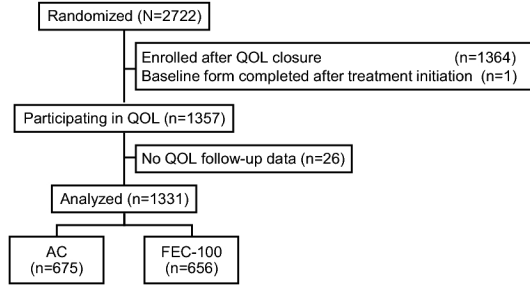 Randomized (N=2722)
Enrolled after QOL closure (n=1364)
Baseline form completed after treatment initiation (n=1)
Participating in QOL (n=1357)
No QOL follow-up data (n=26)
Analyzed (n=1331)
AC
(n=675)
FEC-100
(n=656)